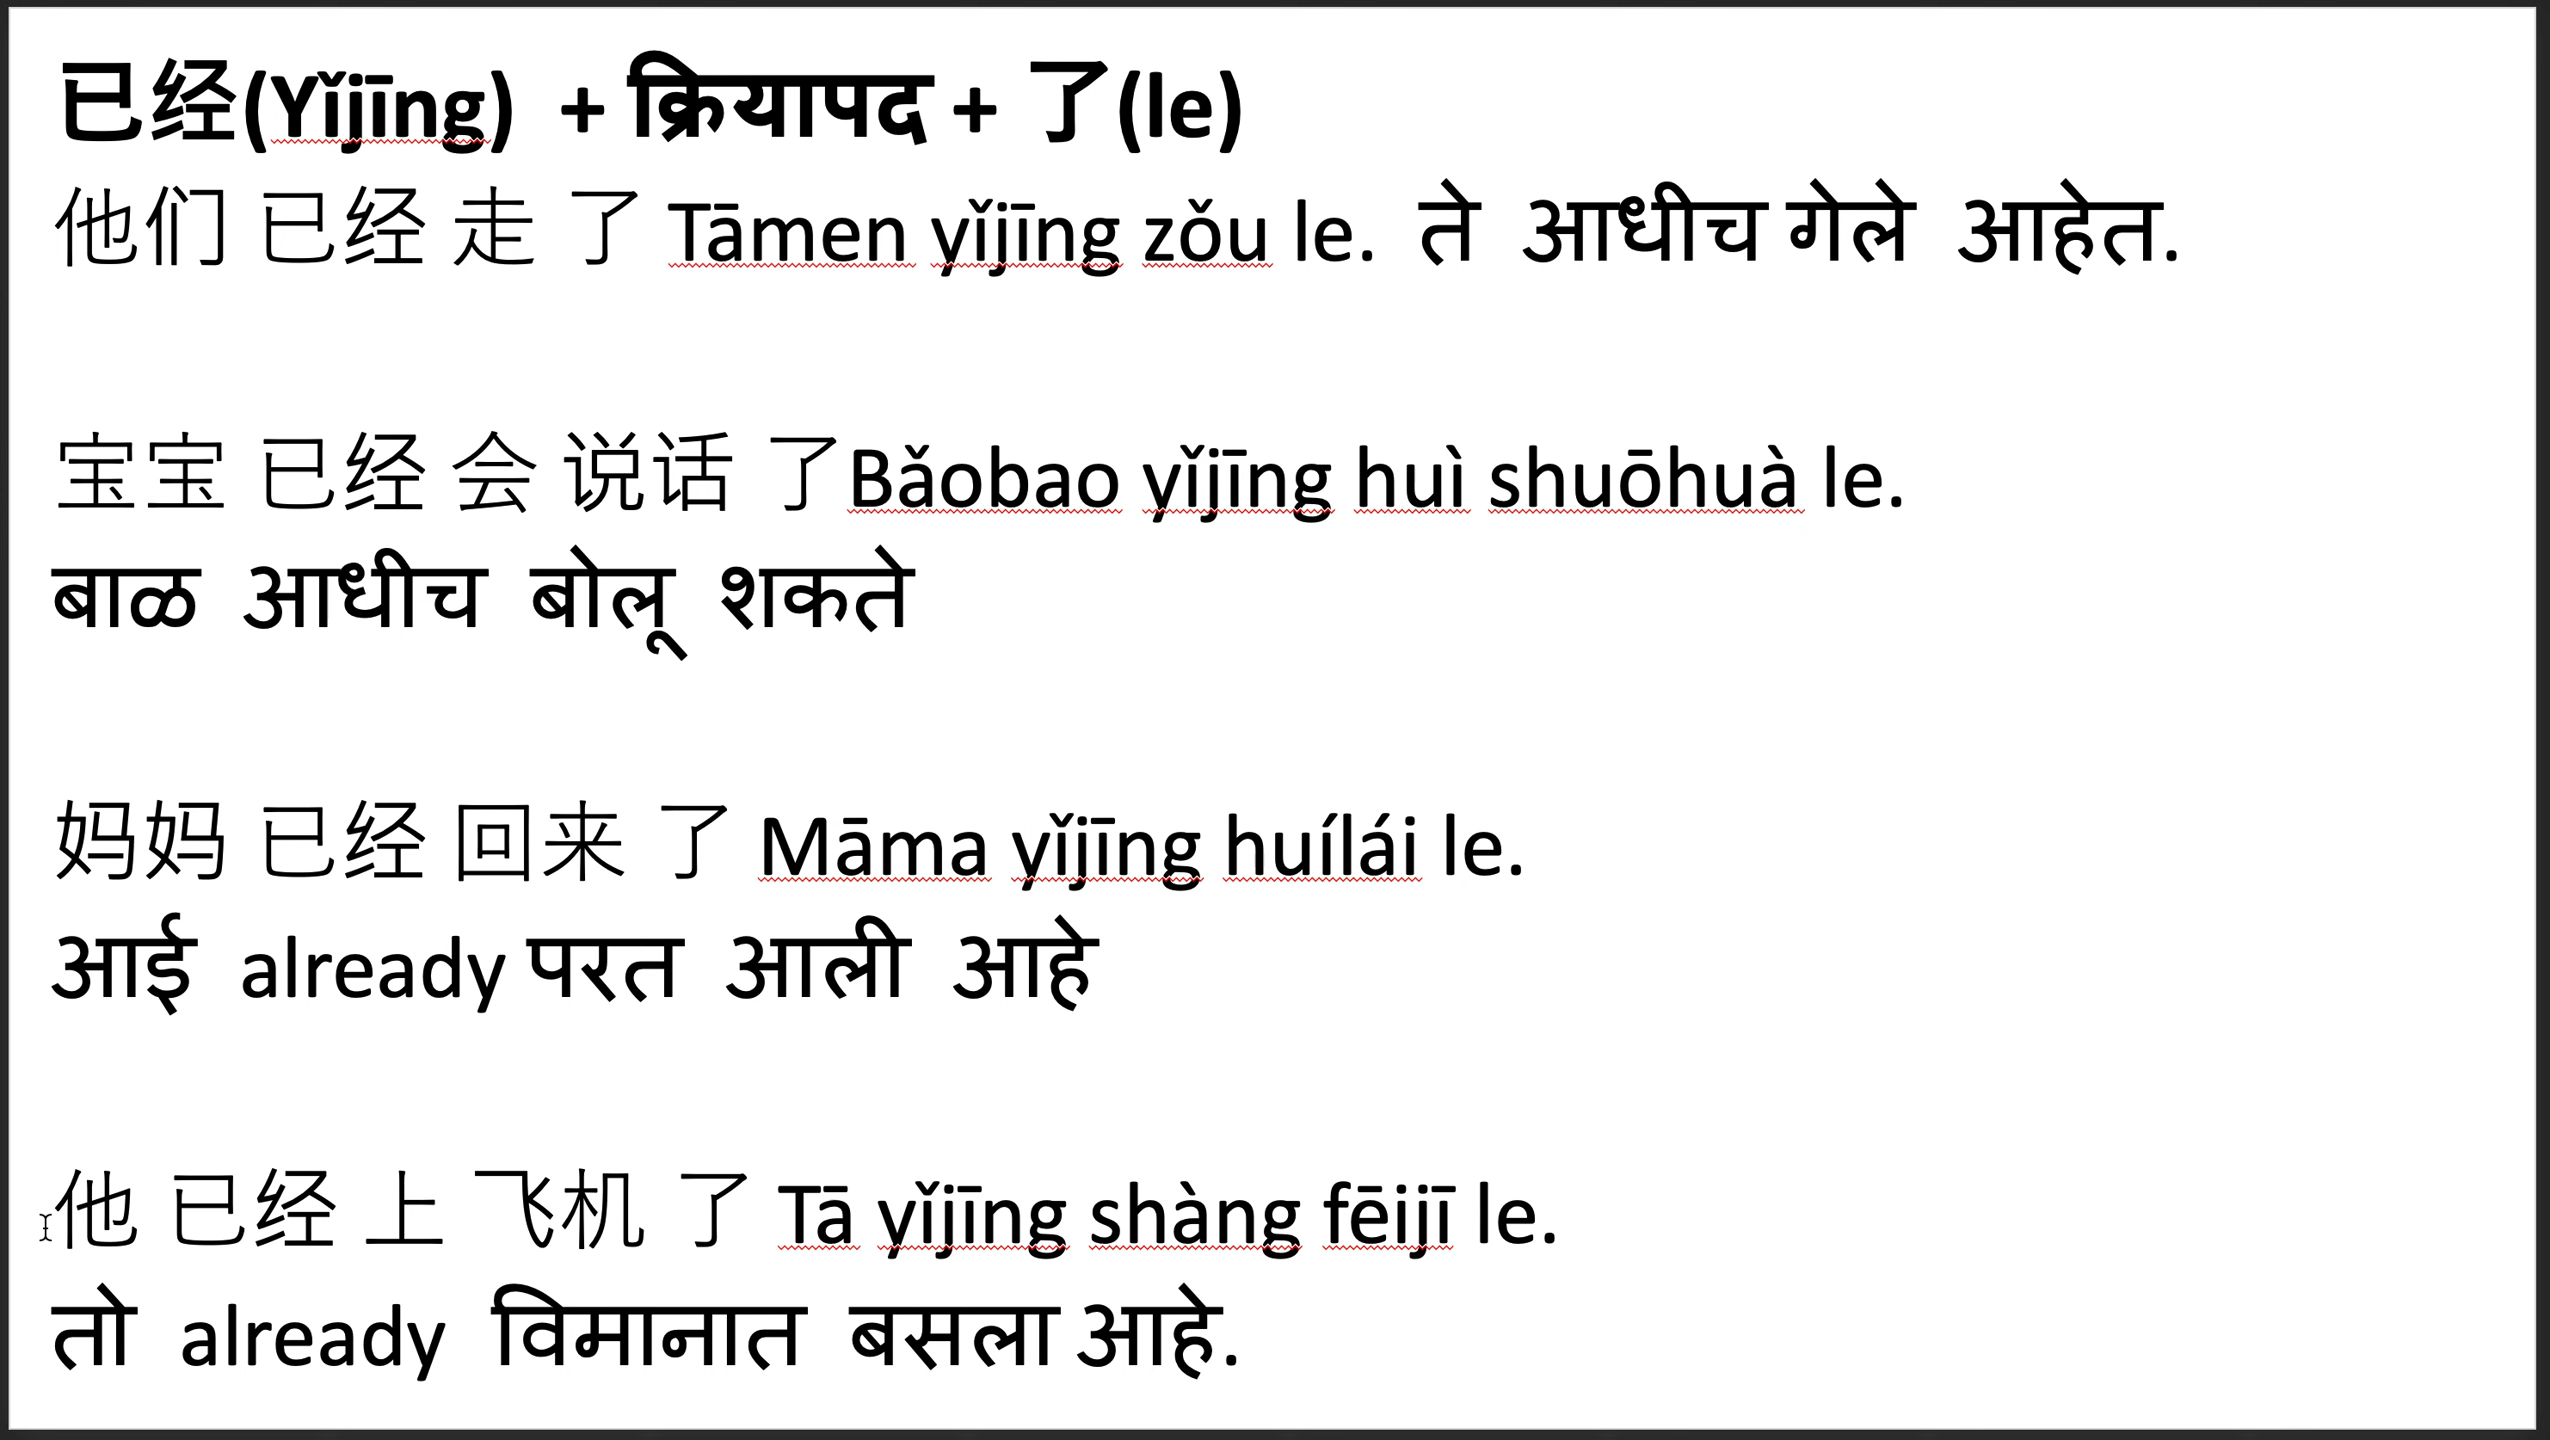 已经(Yǐjīng) + क्रियापद + 了(le)
他们 已经 走 了 Tāmen yǐjīng zǒu le. ते आधीच गेले आहेत.
宝宝 已经 会 说话 了Bǎobao yǐjīng huì shuōhuà le.
बाळ आधीच बोलू शकते
妈妈 已经 回来 了 Māma yǐjīng huílái le.
आई already परत आली आहे
他 已经 上 飞机 了 Tā yǐjīng shàng fēijī le.
तो already विमानात बसला आहे.